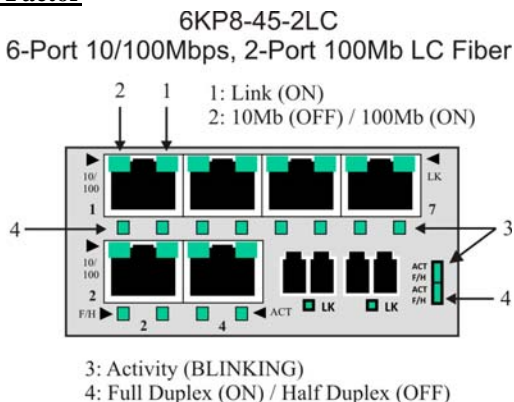 6KP8-45-2LC
6-Port 10/100Mbps, 2-Port 100Mb LC Fiber
2 1 1: Link (ON)
2: 10Mb (OFF) / 100Mb (ON)
10/
100
LK
1
7
4
3
10/
100
ACT
F/H
ACT
F/H
2
4
LK
LK
F/H
2
4
ACT
3: Activity (BLINKING)
4: Full Duplex (ON) / Half Duplex (OFF)